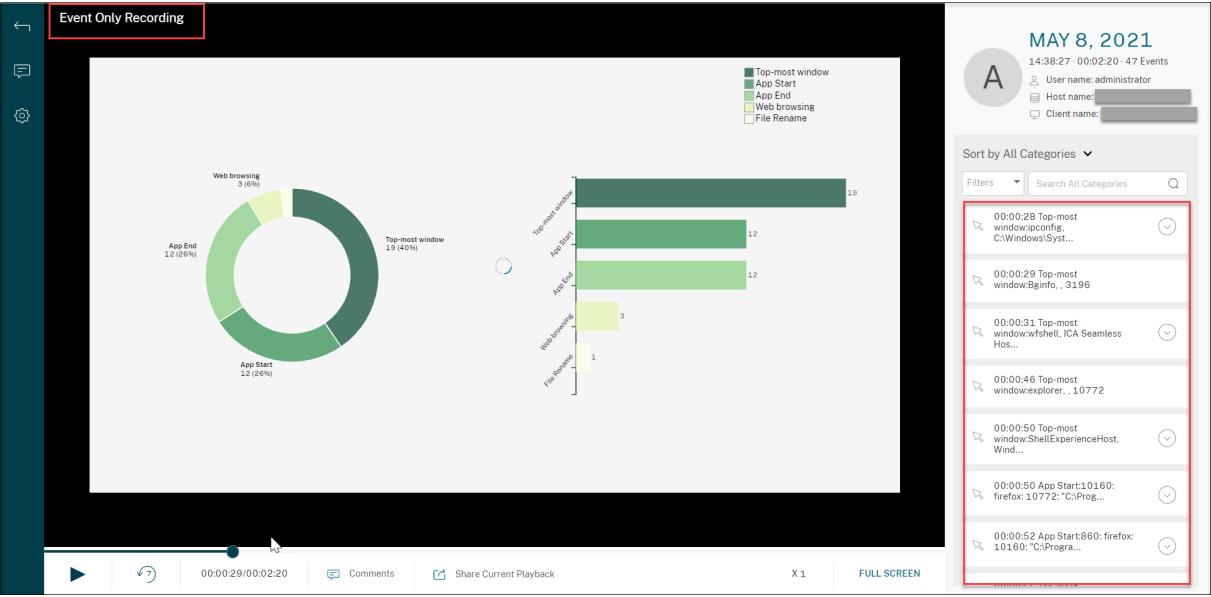 Event Only Recording
Top-most window
App Start
App End
Web browsing
File Rename
Web browsing
3 (6%)
App End
12 (26%)
Top-most window
19 (40%)
App Start
12 (26%)
Top-most window
19
App Start
12
App End
12
Web browsing
3
File Rename
1
7
00:00:29/00:02:20
Comments
Share Current Playback
X 1
FULL SCREEN
A
MAY 8, 2021
14:38:27 · 00:02:20 · 47 Events
User name: administrator
Host name:
Client name:
Sort by All Categories
Filters
Search All Categories
00:00:28 Top-most
window:ipconfig,
C:\Windows\Syst...
00:00:29 Top-most
window:Bginfo, , 3196
00:00:31 Top-most
window:wfshell, ICA Seamless
Hos...
00:00:46 Top-most
window:explorer, , 10772
00:00:50 Top-most
window:ShellExperienceHost,
Wind...
00:00:50 App Start:10160:
firefox: 10772: "C:\Prog...
00:00:52 App Start:860: firefox:
10160: "C:\Progra...